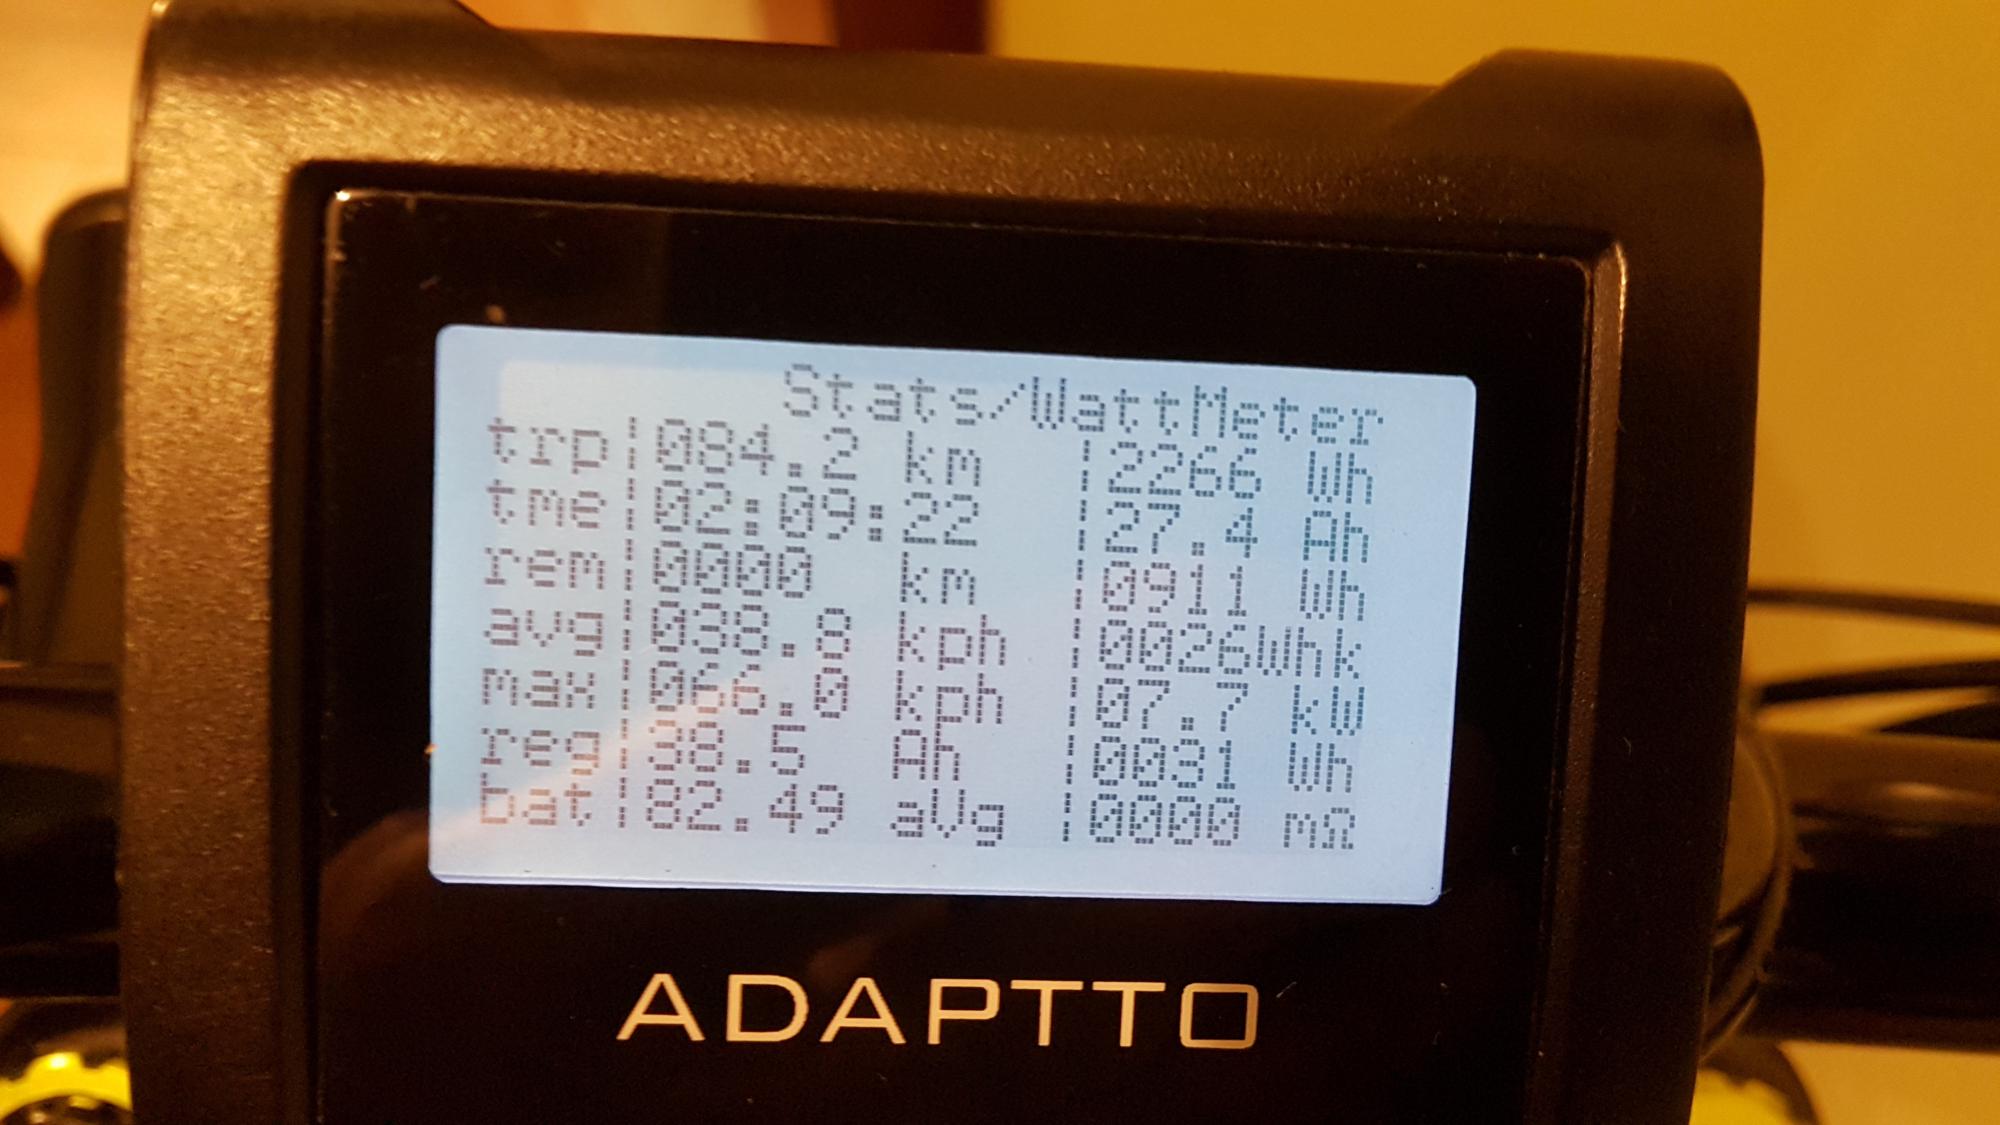 Stats/WattMeter
trp|084.2 km |2266 Wh
tme|02:09:22 |27.4 Ah
rem|0000 km |0911 Wh
avg|038.8 kph |0026Whk
max|066.0 kph |07.7 kW
reg|38.5 Ah |0031 Wh
bat|82.49 aVg |0000 mΩ
ADAPTTO